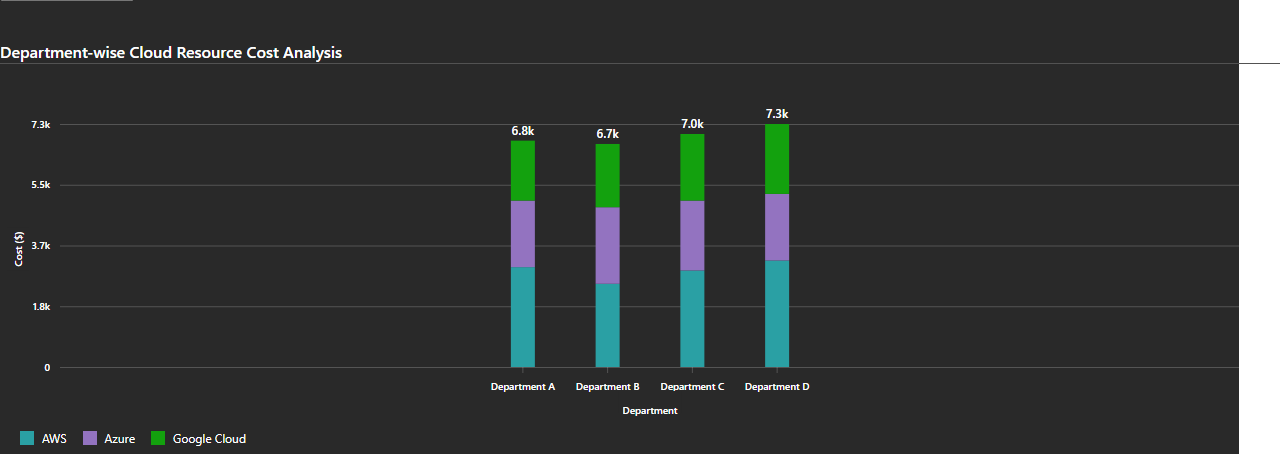 Department-wise Cloud Resource Cost Analysis
7.3k
6.8k
6.7k
7.0k
7.3k
5.5k
3.7k
1.8k
0
Cost ($)
Department A
Department B
Department C
Department D
Department
AWS
Azure
Google Cloud